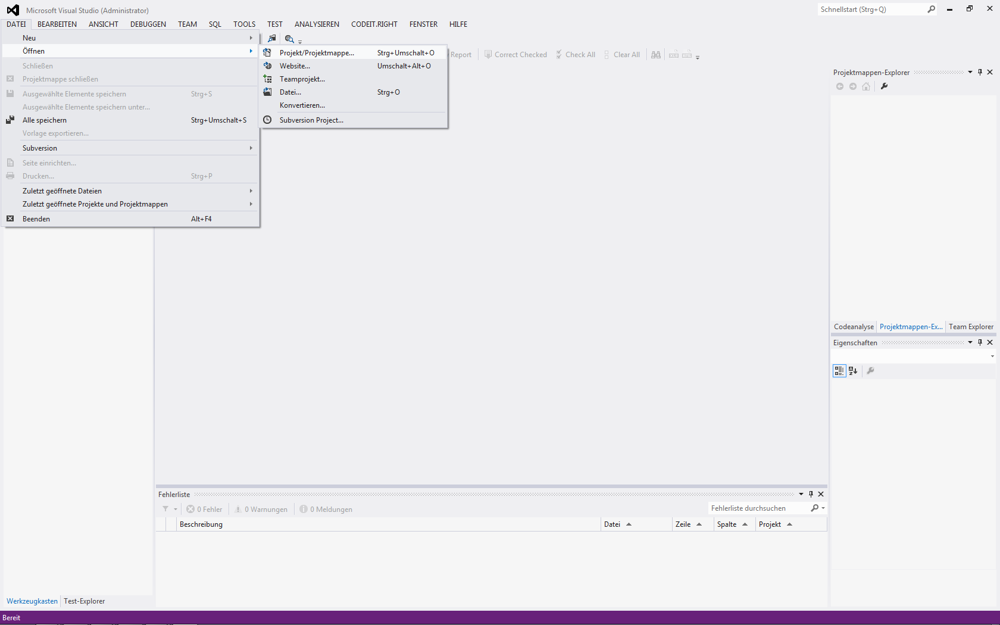 Microsoft Visual Studio (Administrator)
Schnellstart (Strg+Q)
DATEI BEARBEITEN ANSICHT DEBUGGEN TEAM SQL TOOLS TEST ANALYSIEREN CODEIT.RIGHT FENSTER HILFE
Neu
Öffnen
Schließen
Projektmappe schließen
Ausgewählte Elemente speichern Strg+S
Ausgewählte Elemente speichern unter...
Alle speichern Strg+Umschalt+S
Vorlage exportieren...
Subversion
Seite einrichten...
Drucken... Strg+P
Zuletzt geöffnete Dateien
Zuletzt geöffnete Projekte und Projektmappen
Beenden Alt+F4
Projekt/Projektmappe... Strg+Umschalt+O
Website... Umschalt+Alt+O
Teamprojekt...
Datei... Strg+O
Konvertieren...
Subversion Project...
Report Correct Checked Check All Clear All
Projektmappen-Explorer
Codeanalyse Projektmappen-Ex... Team Explorer
Eigenschaften
Fehlerliste
0 Fehler 0 Warnungen 0 Meldungen
Fehlerliste durchsuchen
Beschreibung Datei Zeile Spalte Projekt
Werkzeugkasten Test-Explorer
Bereit